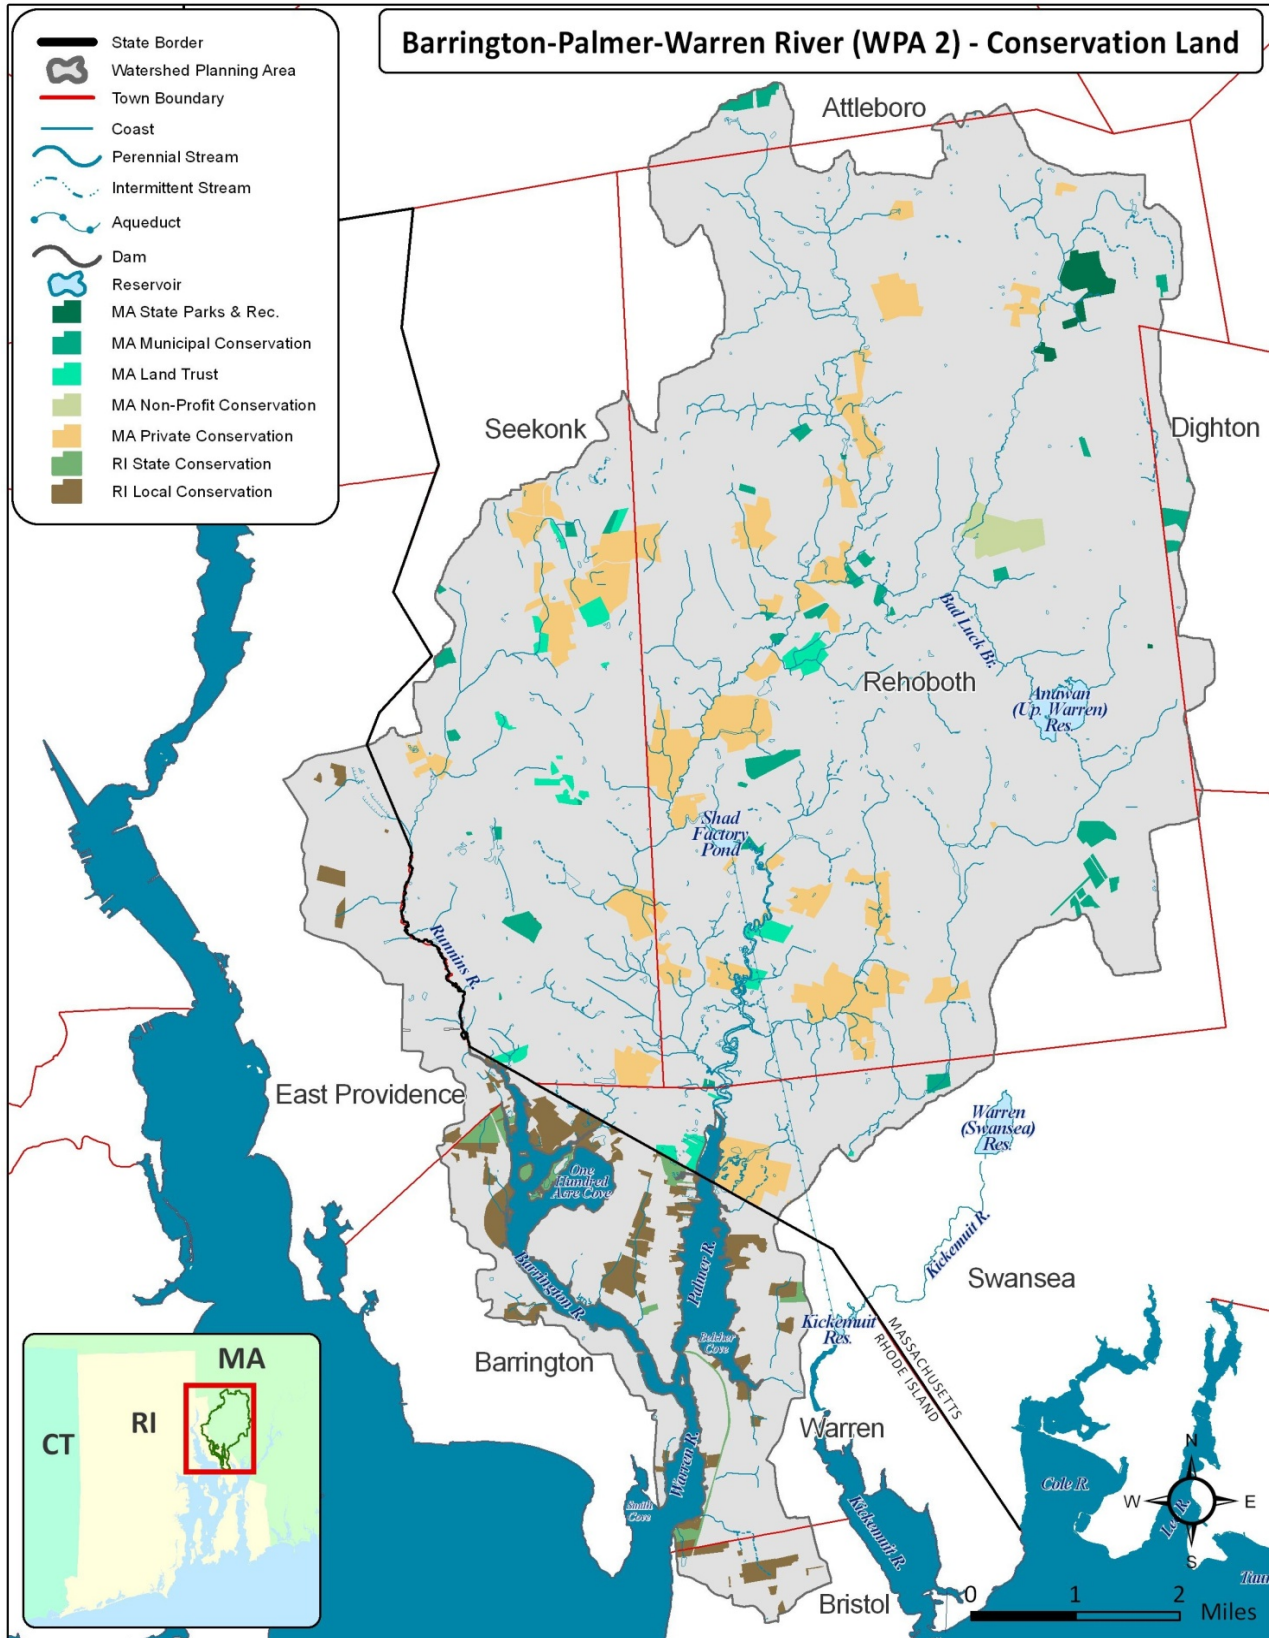 Barrington-Palmer-Warren River (WPA 2) - Conservation Land
State Border
Watershed Planning Area
Town Boundary
Coast
Perennial Stream
Intermittent Stream
Aqueduct
Dam
Reservoir
MA State Parks & Rec.
MA Municipal Conservation
MA Land Trust
MA Non-Profit Conservation
MA Private Conservation
RI State Conservation
RI Local Conservation
Attleboro
Seekonk
Dighton
Bad Luck Br.
Rehoboth
Anawan
(Up. Warren)
Res.
Shad
Factory
Pond
Runnins R.
East Providence
Warren
(Swansea)
Res.
One
Hundred
Acre Cove
Kickemuit R.
Palmer R.
Swansea
Barrington R.
Kickemuit
Res.
MASSACHUSETTS
RHODE ISLAND
Belcher
Cove
Barrington
Warren
Warren R.
Smith
Cove
Kickemuit R.
Cole R.
Bristol
MA
RI
CT
N
W
E
S
0
1
2
Miles